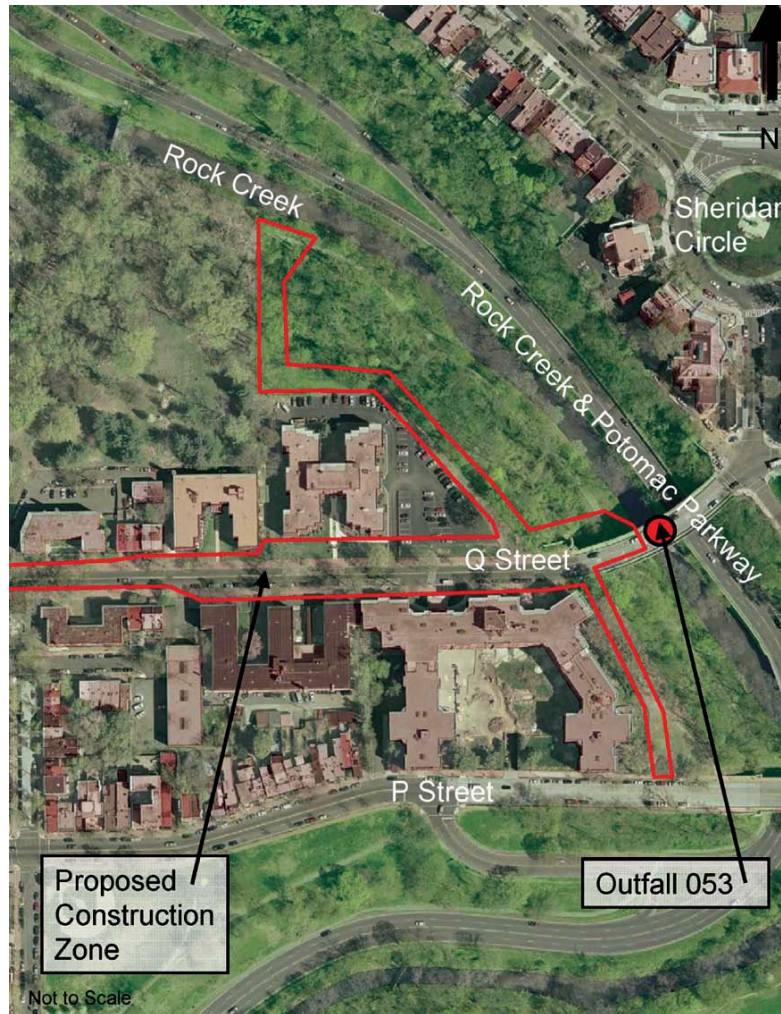 N
Rock Creek
Sheridan
Circle
Rock Creek & Potomac Parkway
Q Street
P Street
Proposed
Construction
Zone
Outfall 053
Not to Scale